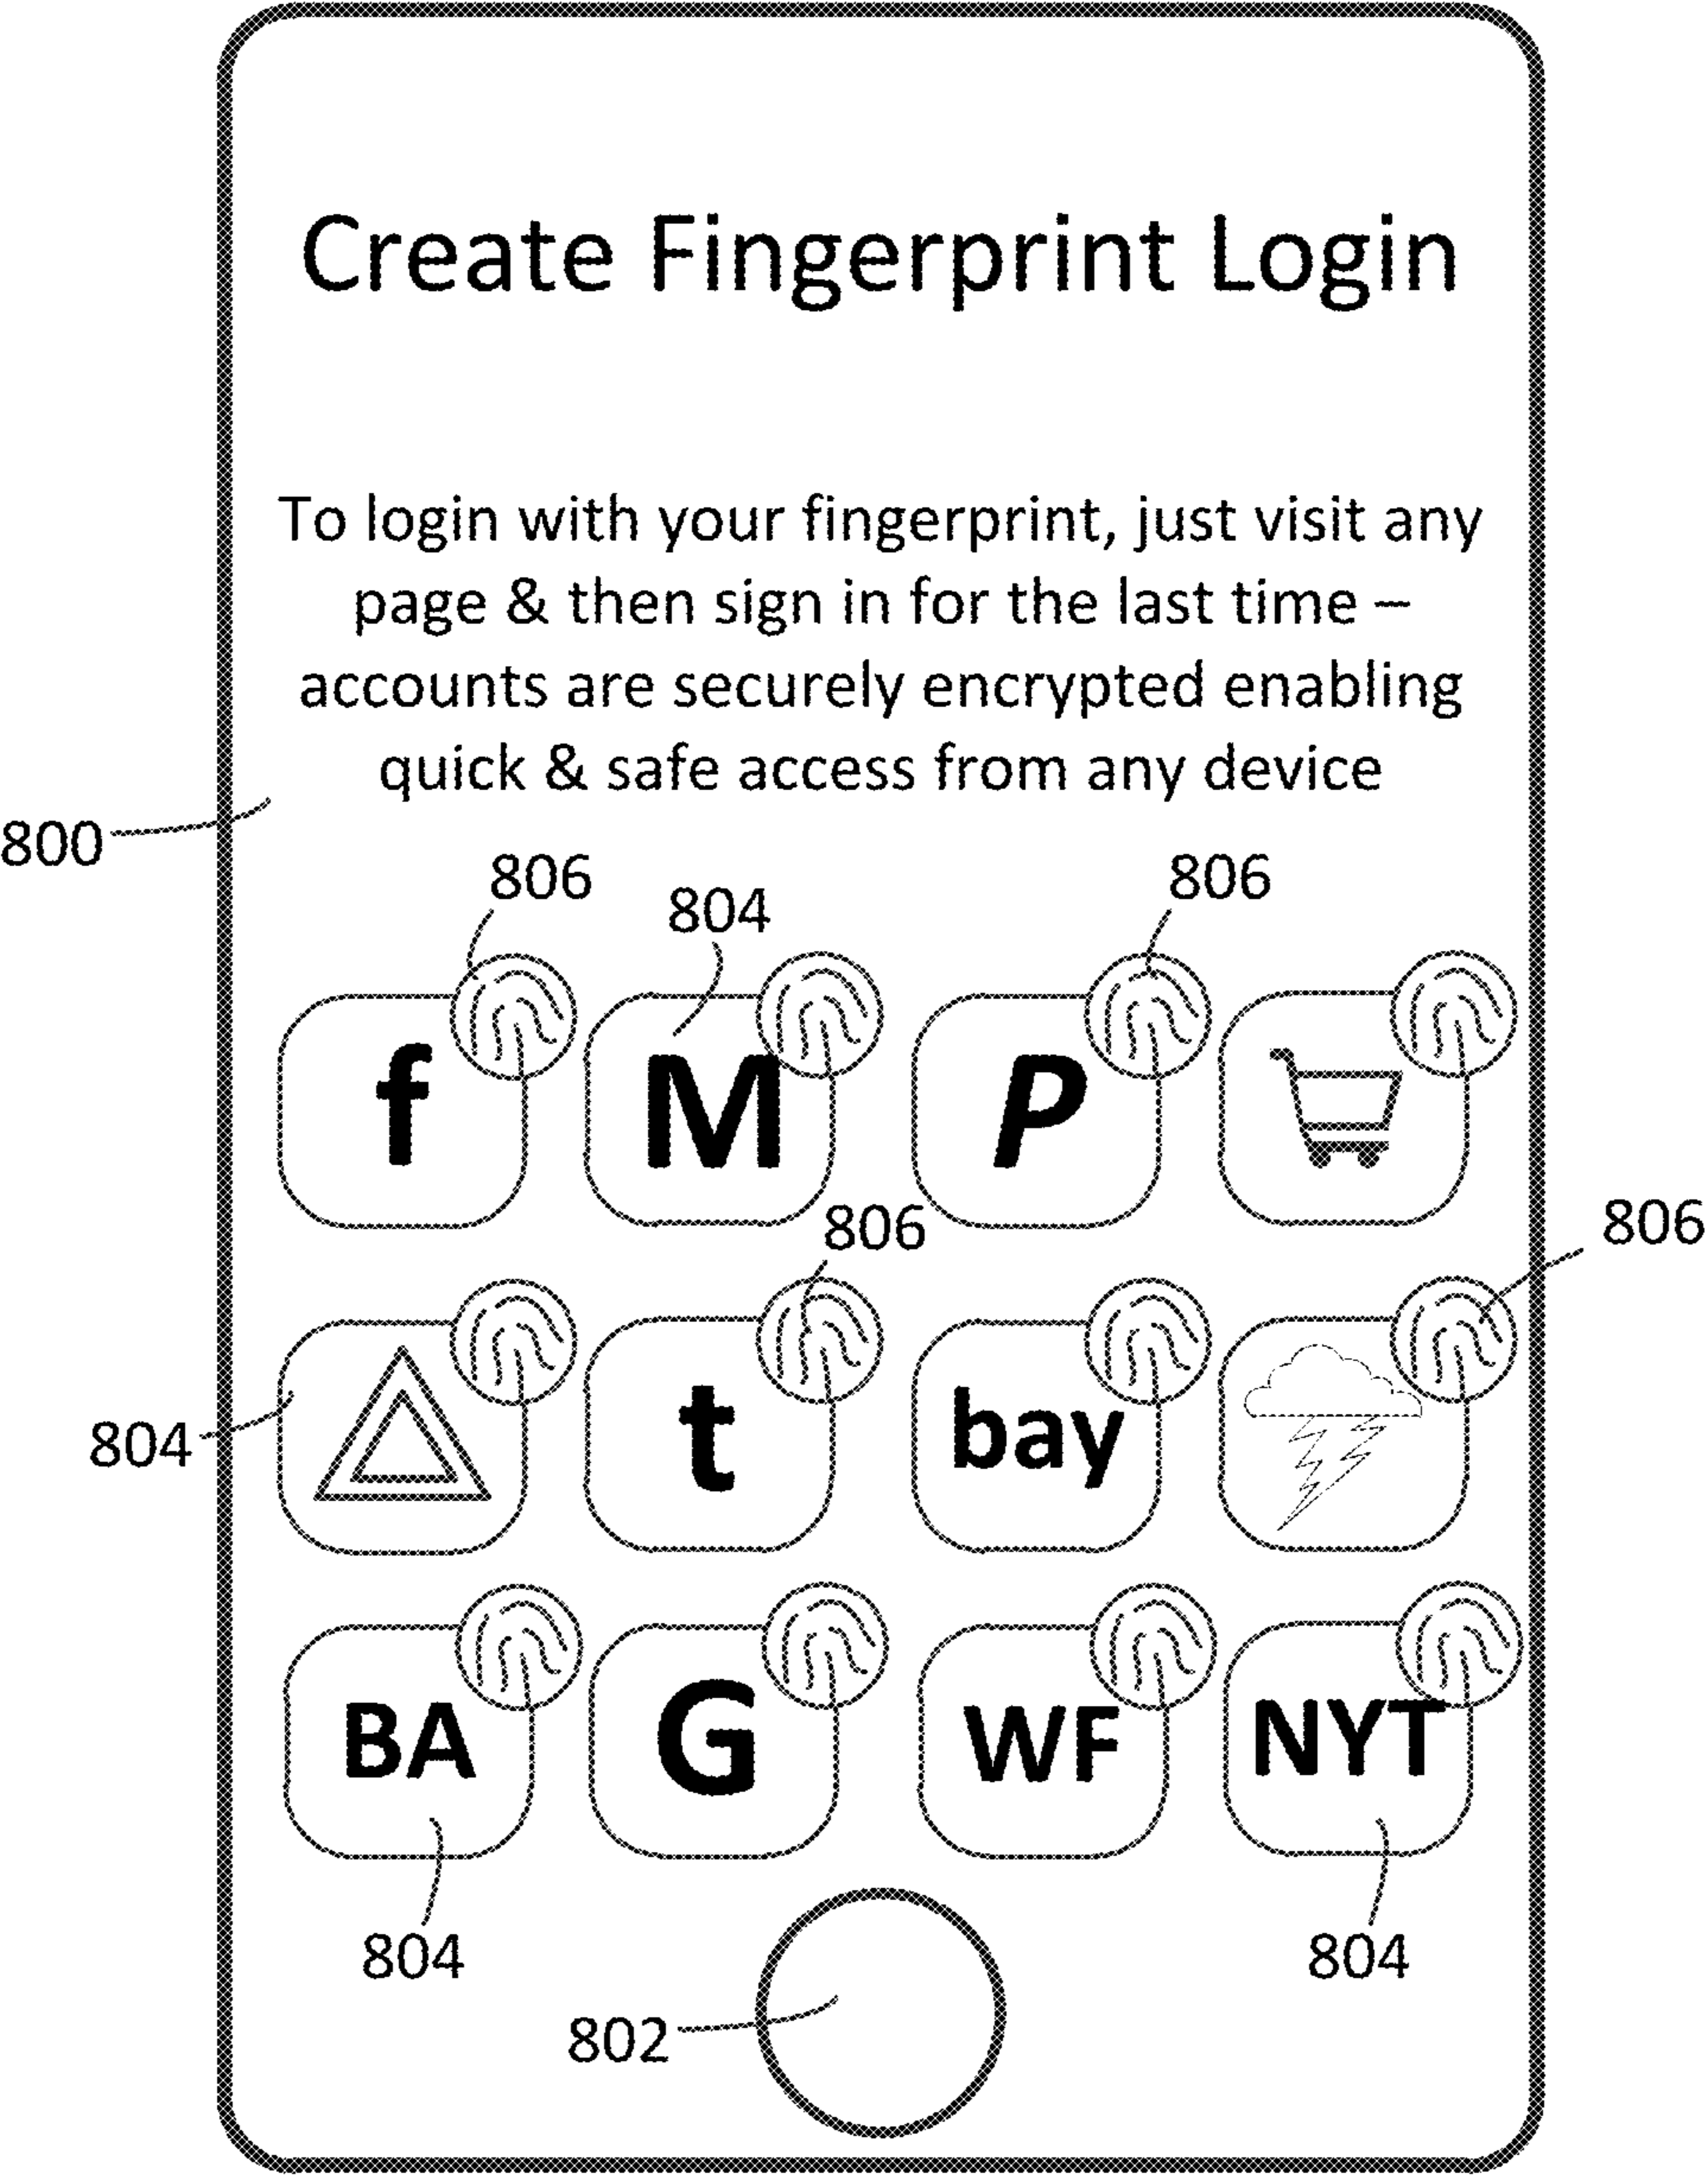 Create Fingerprint Login
To login with your fingerprint, just visit any
page & then sign in for the last time –
accounts are securely encrypted enabling
quick & safe access from any device
800
806
804
806
f
M
P
806
806
804
t
bay
BA
G
WF
NYT
804
804
802